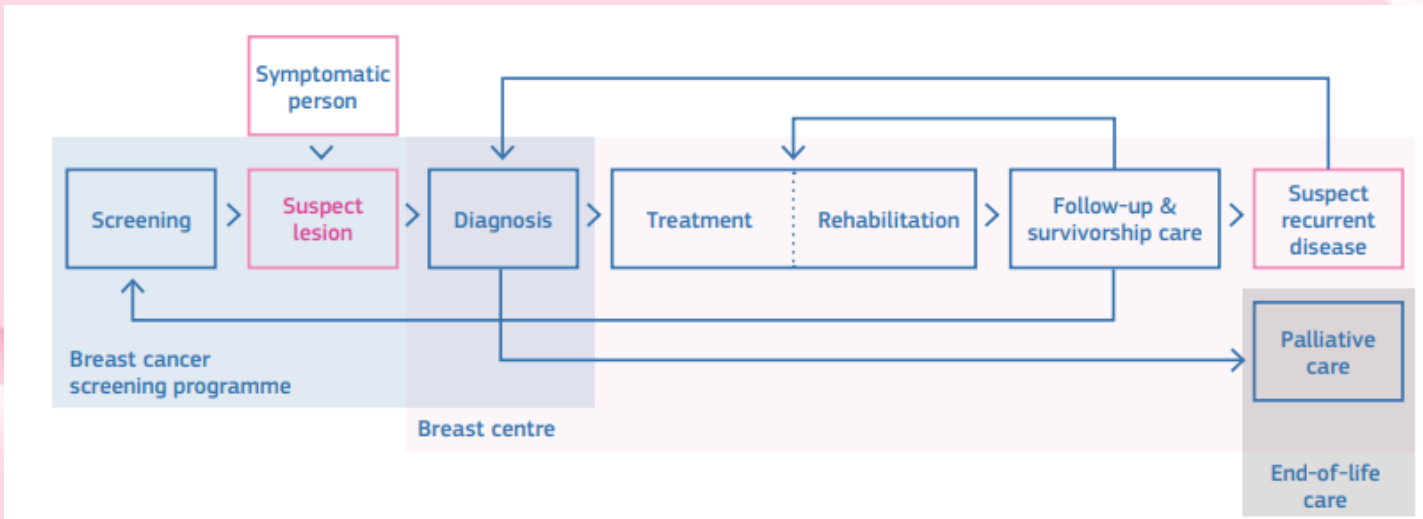 Symptomatic
person
Screening
Suspect
lesion
Diagnosis
Treatment
Rehabilitation
Follow-up &
survivorship care
Suspect
recurrent
disease
Breast cancer
screening programme
Palliative
care
Breast centre
End-of-life
care